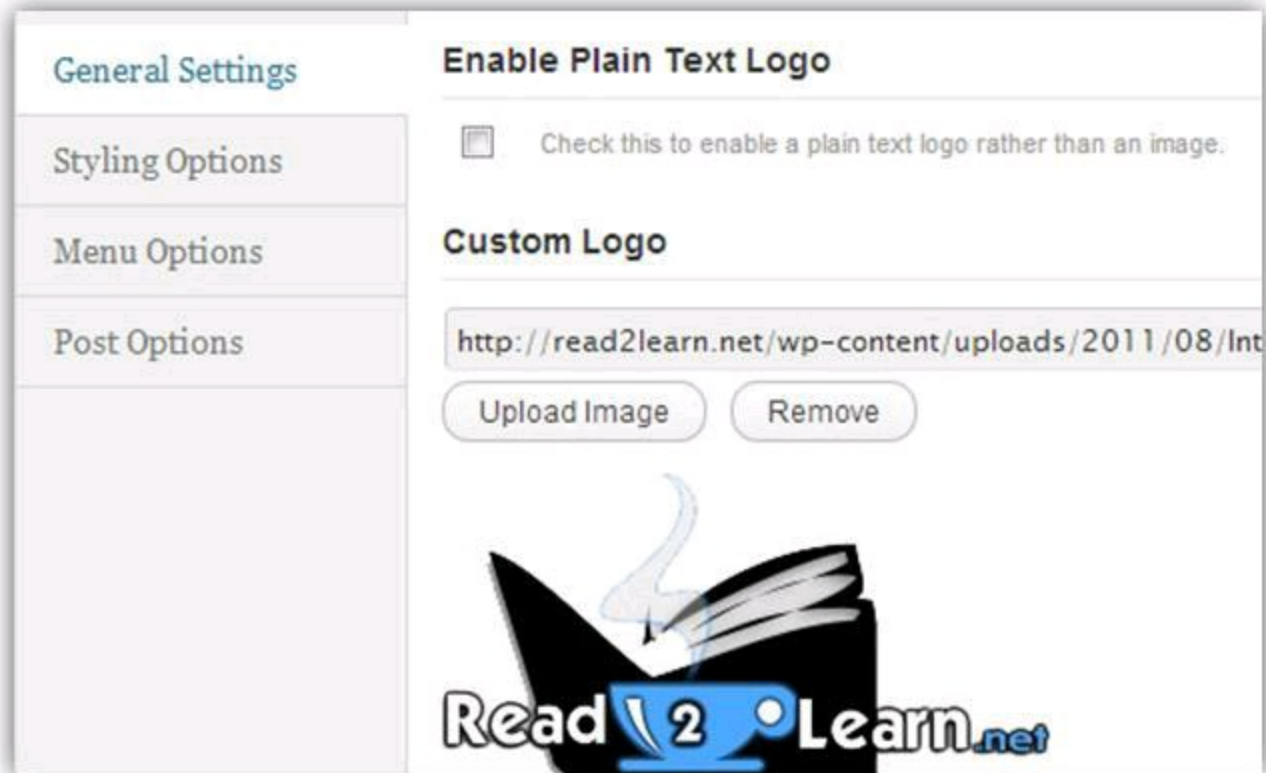 General Settings
Styling Options
Menu Options
Post Options
Enable Plain Text Logo
Check this to enable a plain text logo rather than an image.
Custom Logo
http://read2learn.net/wp-content/uploads/2011/08/Int
Upload Image
Remove
Read 2 Learn.net